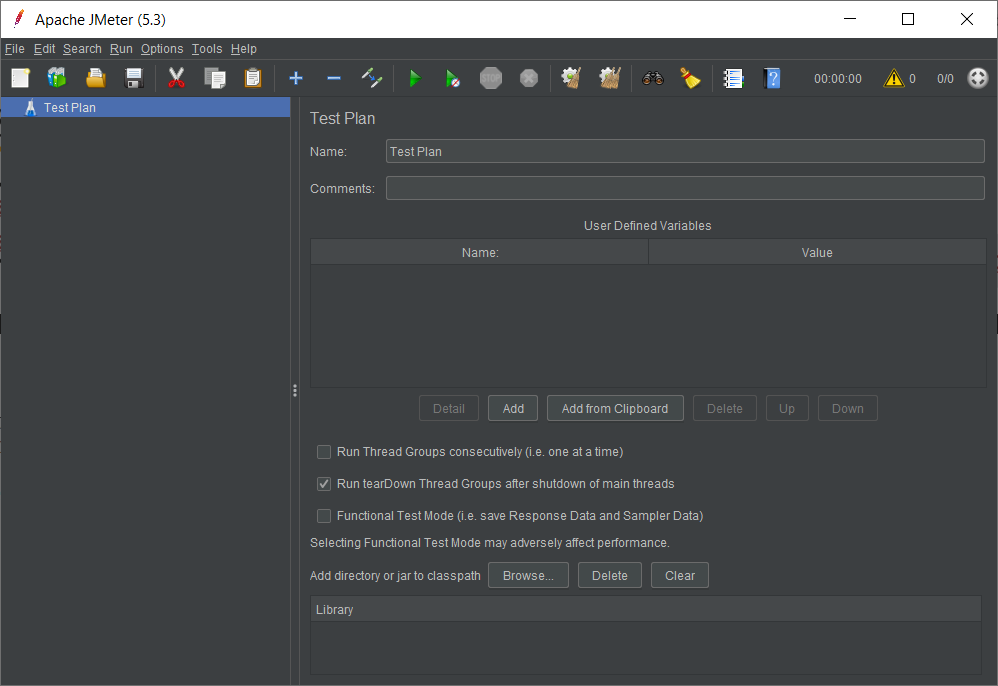 Apache JMeter (5.3)
File Edit Search Run Options Tools Help
STOP 00:00:00 0 0/0
Test Plan
Test Plan
Name: Test Plan
Comments:
User Defined Variables
Name: Value
Detail Add Add from Clipboard Delete Up Down
Run Thread Groups consecutively (i.e. one at a time)
Run tearDown Thread Groups after shutdown of main threads
Functional Test Mode (i.e. save Response Data and Sampler Data)
Selecting Functional Test Mode may adversely affect performance.
Add directory or jar to classpath Browse... Delete Clear
Library